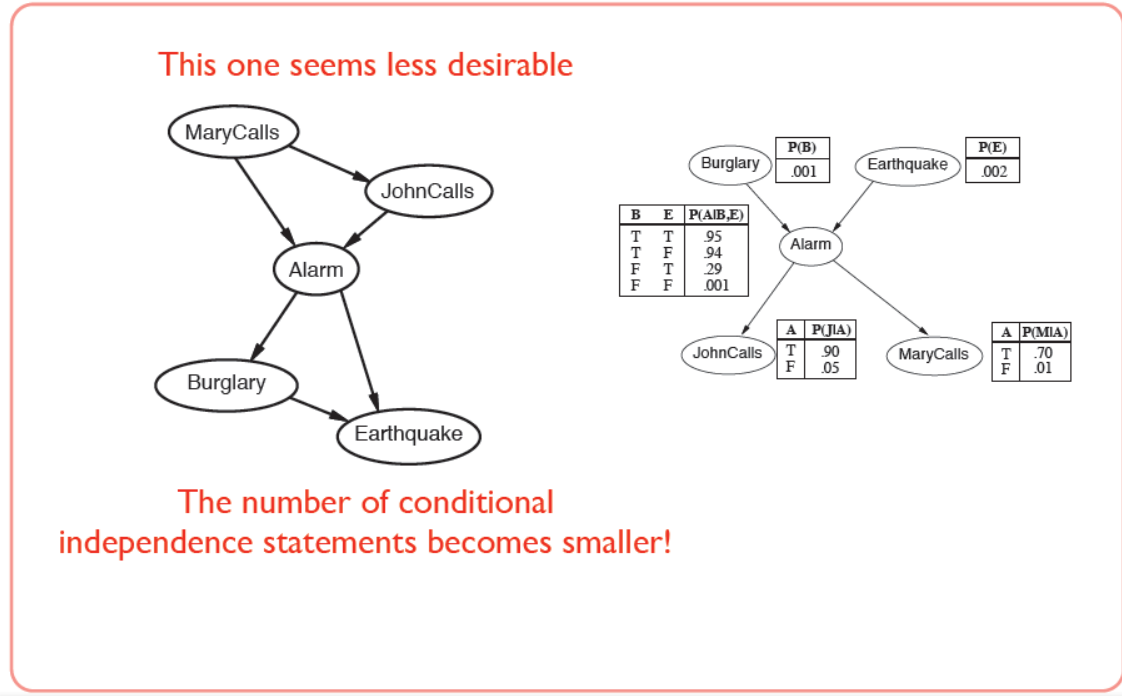 This one seems less desirable
MaryCalls
JohnCalls
Alarm
Burglary
Earthquake
The number of conditional
independence statements becomes smaller!
Burglary
P(B)
.001
Earthquake
P(E)
.002
B E P(A|B,E)
T T .95
T F .94
F T .29
F F .001
Alarm
JohnCalls
A P(J|A)
T .90
F .05
MaryCalls
A P(M|A)
T .70
F .01